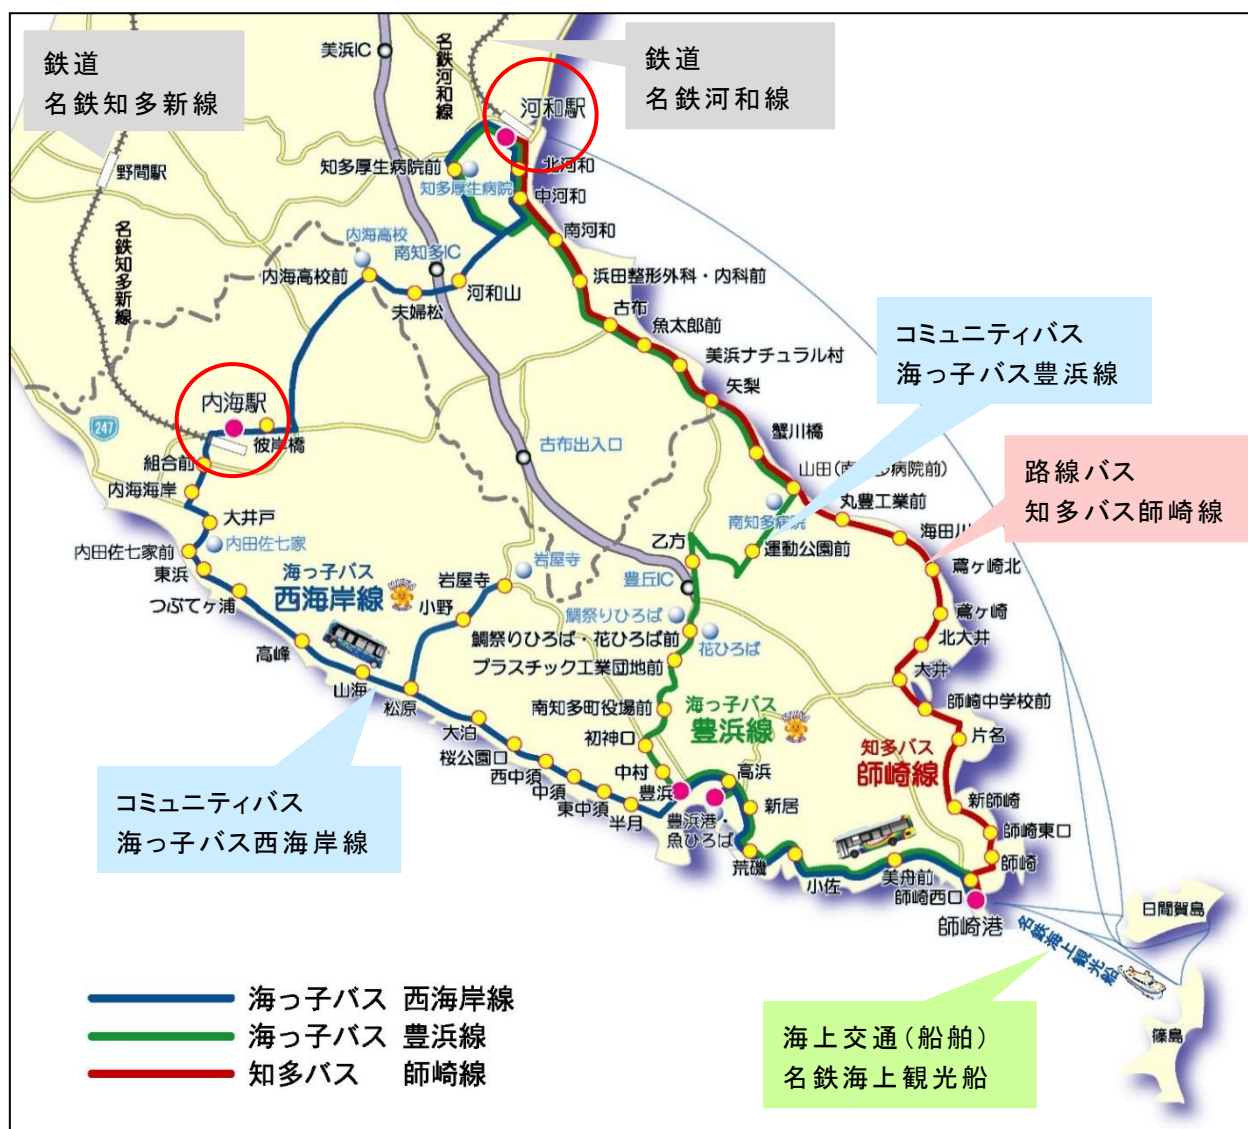 鉄道
名鉄知多新線
鉄道
名鉄河和線
美浜IC
名鉄河和線
河和駅
野間駅
知多厚生病院前
知多厚生病院
北河和
中河和
名鉄知多新線
内海高校
南知多IC
南河和
内海高校前
河和山
浜田整形外科・内科前
夫婦松
古布
魚太郎前
コミュニティバス
海っ子バス豊浜線
美浜ナチュラル村
矢梨
内海駅
247
彼岸橋
古布出入口
蟹川橋
組合前
山田(南
多病院前)
路線バス
知多バス師崎線
内海海岸
南知多病院
丸豊工業前
大井戸
海田川
内田佐七家前
内田佐七家
乙方
運動公園前
東浜
海っ子バス
西海岸線
岩屋寺
岩屋寺
豊丘IC
鳶ヶ崎北
つぶてヶ浦
小野
鯛祭りひろば
鳶ヶ崎
高峰
鯛祭りひろば・花ひろば前
花ひろば
北大井
プラスチック工業団地前
大井
山海
松原
南知多町役場前
海っ子バス
豊浜線
師崎中学校前
大泊
初神口
片名
桜公園口
知多バス
師崎線
西中須
中村
高浜
中須
豊浜
新居
新師崎
コミュニティバス
海っ子バス西海岸線
東中須
半月
豊浜港・
魚ひろば
師崎東口
荒磯
小佐
美舟前
師崎
師崎西口
師崎港
日間賀島
名鉄海上観光船
海っ子バス 西海岸線
海っ子バス 豊浜線
知多バス 師崎線
海上交通(船舶)
名鉄海上観光船
篠島